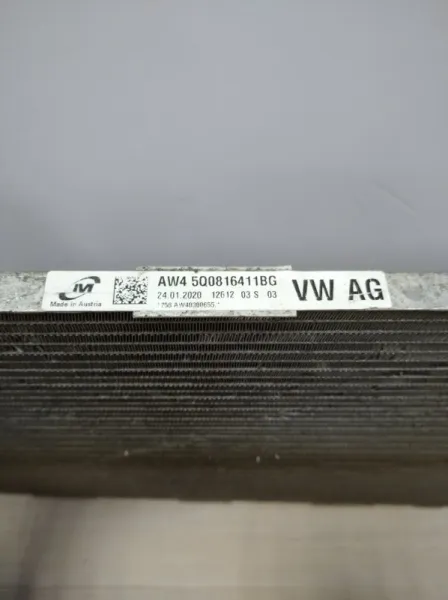 M
Made in Austria
AW4 5Q0816411BG
24.01.2020 12612 03 S 03
VW AG